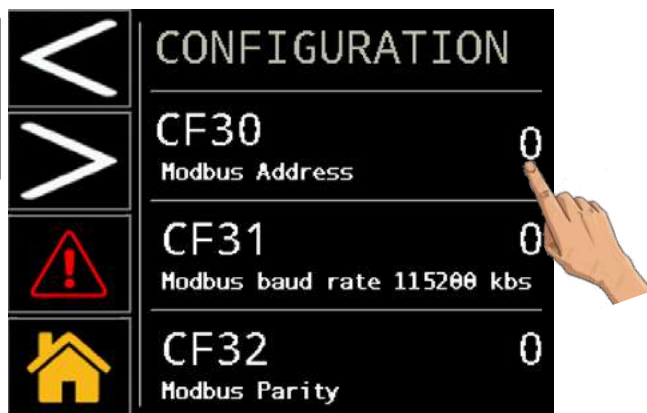 CONFIGURATION
CF30 0
Modbus Address
CF31 0
Modbus baud rate 115200 kbs
CF32 0
Modbus Parity